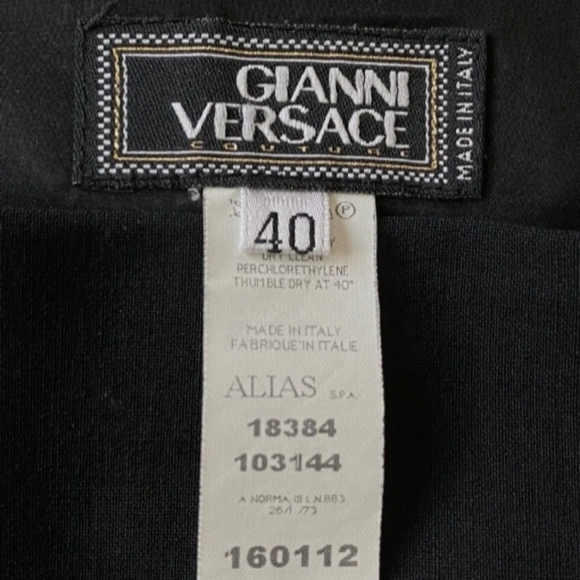 GIANNI
VERSACE
COUTURE
MADE IN ITALY
40
DRY CLEAN
PERCHLORETHYLENE
THUMBLE DRY AT 40°
MADE IN ITALY
FABRIQUE IN ITALIE
ALIAS S.P.A.
18384
103144
A NORMA DI L.N.883
26/1 /73
160112